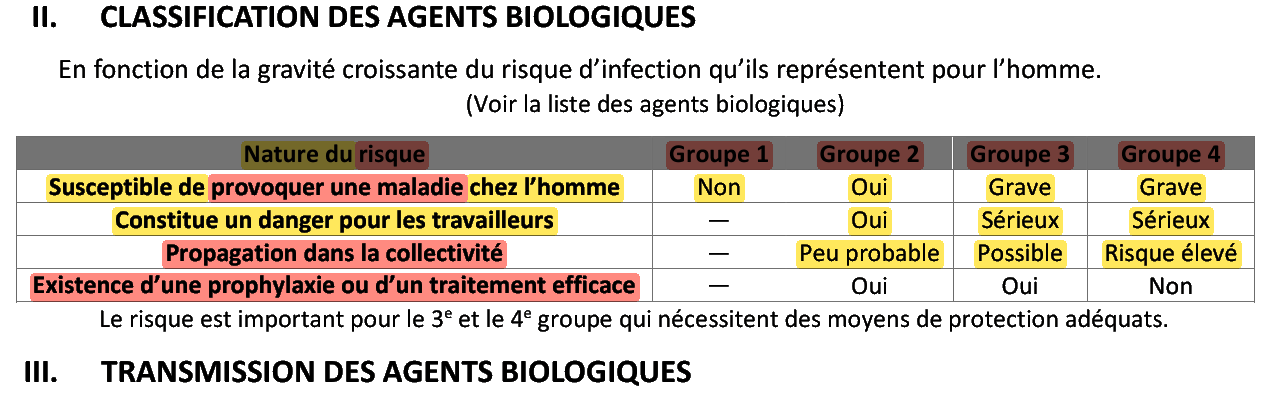 II. CLASSIFICATION DES AGENTS BIOLOGIQUES
En fonction de la gravité croissante du risque d’infection qu’ils représentent pour l’homme.
(Voir la liste des agents biologiques)
Nature du risque Groupe 1 Groupe 2 Groupe 3 Groupe 4
Susceptible de provoquer une maladie chez l’homme Non Oui Grave Grave
Constitue un danger pour les travailleurs — Oui Sérieux Sérieux
Propagation dans la collectivité — Peu probable Possible Risque élevé
Existence d’une prophylaxie ou d’un traitement efficace — Oui Oui Non
Le risque est important pour le 3e et le 4e groupe qui nécessitent des moyens de protection adéquats.
III. TRANSMISSION DES AGENTS BIOLOGIQUES